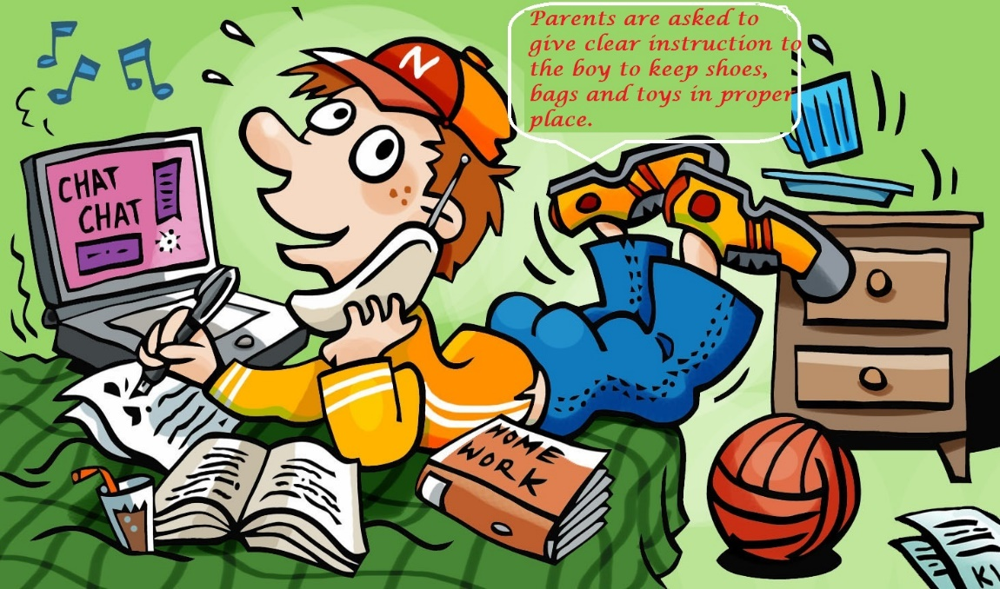 Parents are asked to
give clear instruction to
the boy to keep shoes,
bags and toys in proper
place.
N
CHAT
CHAT
HOME
WORK